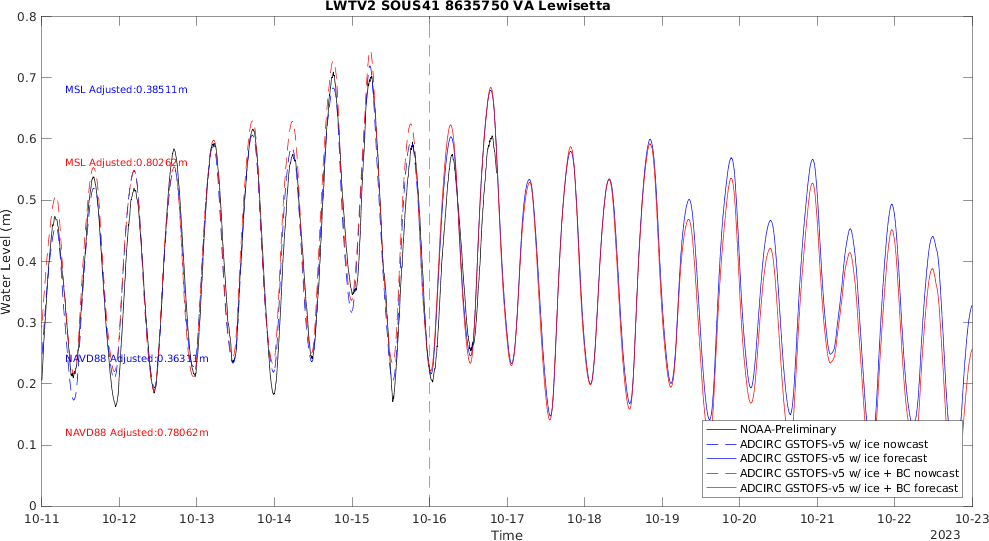 LWTV2 SOUS41 8635750 VA Lewisetta
0.8
0.7
0.6
0.5
0.4
0.3
0.2
0.1
0
Water Level (m)
MSL Adjusted:0.38511m
MSL Adjusted:0.80262m
NAVD88 Adjusted:0.36311m
NAVD88 Adjusted:0.78062m
NOAA-Preliminary
ADCIRC GSTOFS-v5 w/ ice nowcast
ADCIRC GSTOFS-v5 w/ ice forecast
ADCIRC GSTOFS-v5 w/ ice + BC nowcast
ADCIRC GSTOFS-v5 w/ ice + BC forecast
10-11 10-12 10-13 10-14 10-15 10-16 10-17 10-18 10-19 10-20 10-21 10-22 10-23
Time
2023